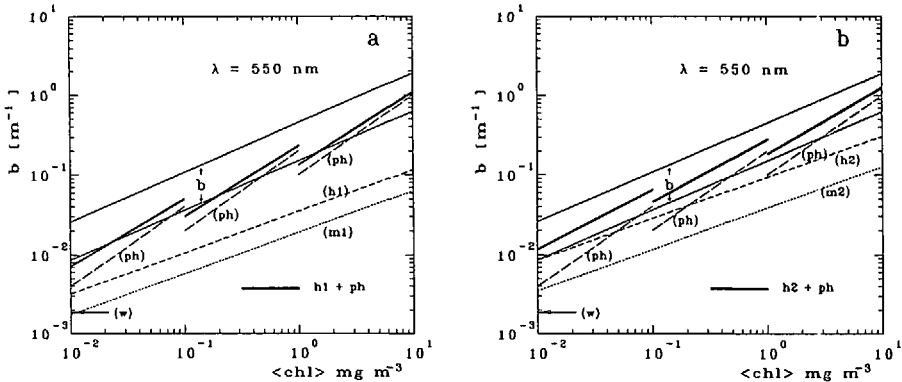 a
λ = 550 nm
b [m⁻¹]
10¹
10⁰
10⁻¹
10⁻²
10⁻³
b
(ph)
(h1)
(ph)
(m1)
(ph)
h1 + ph
(w)
10⁻²
10⁻¹
10⁰
10¹
<chl> mg m⁻³
b
λ = 550 nm
b [m⁻¹]
10¹
10⁰
10⁻¹
10⁻²
10⁻³
b
(ph)
(h2)
(ph)
(m2)
(ph)
h2 + ph
(w)
10⁻²
10⁻¹
10⁰
10¹
<chl> mg m⁻³